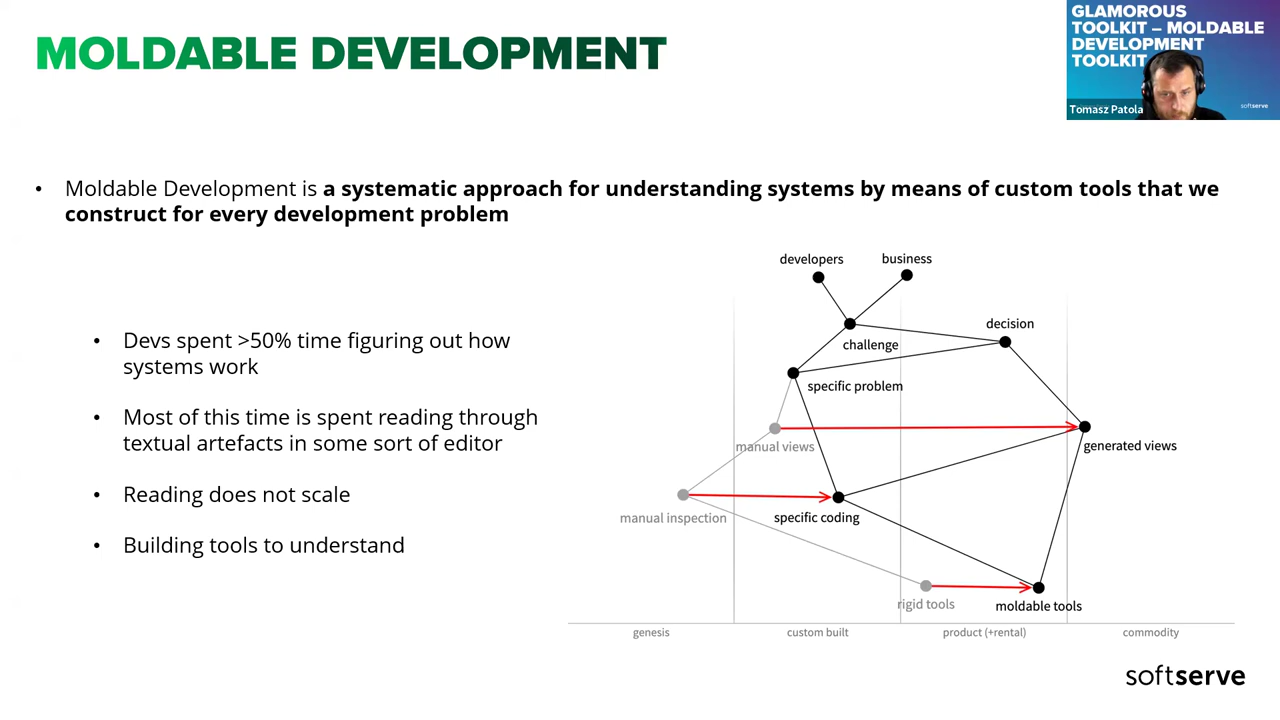 MOLDABLE DEVELOPMENT
GLAMOROUS
TOOLKIT – MOLDABLE
DEVELOPMENT
TOOLKIT
Tomasz Patola
softserve
• Moldable Development is a systematic approach for understanding systems by means of custom tools that we
construct for every development problem
• Devs spent >50% time figuring out how
systems work
• Most of this time is spent reading through
textual artefacts in some sort of editor
• Reading does not scale
• Building tools to understand
developers
business
decision
challenge
specific problem
manual views
generated views
manual inspection
specific coding
rigid tools
moldable tools
genesis
custom built
product (+rental)
commodity
softserve